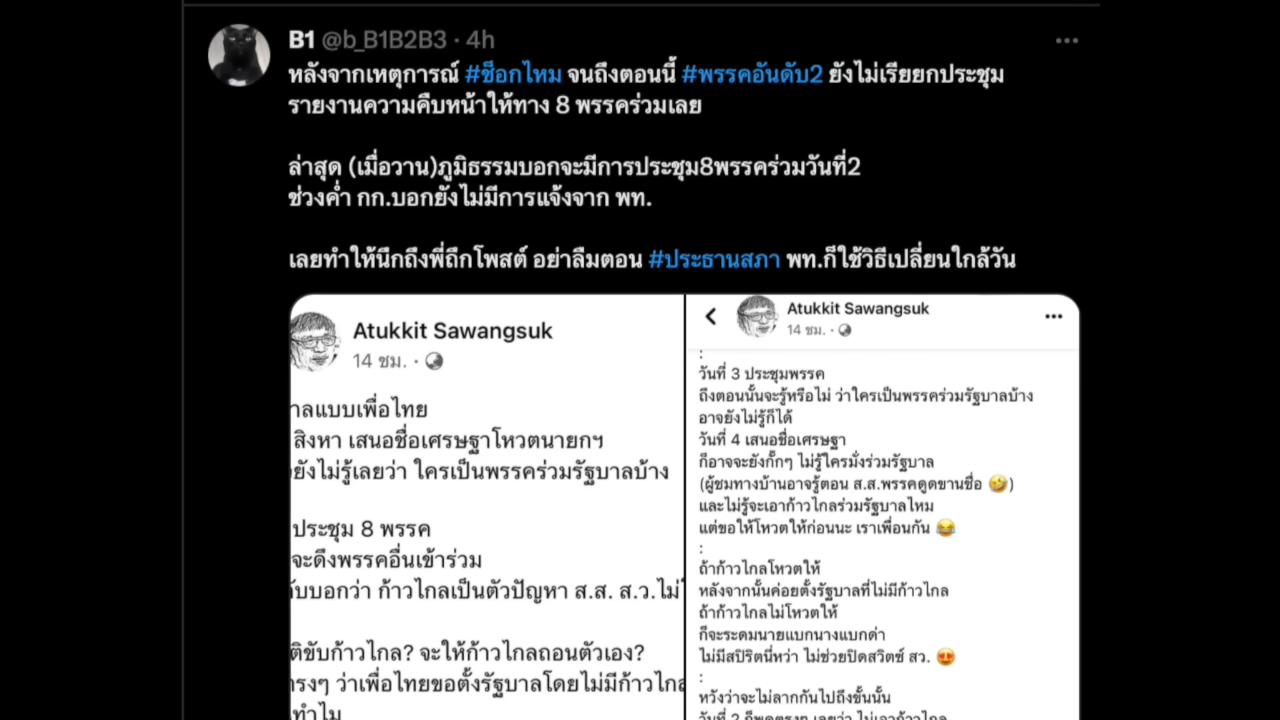 B1 @b_B1B2B3 · 4h
หลังจากเหตุการณ์ #ช็อกไหม จนถึงตอนนี้ #พรรคอันดับ2 ยังไม่เรียยกประชุม
รายงานความคืบหน้าให้ทาง 8 พรรคร่วมเลย
ล่าสุด (เมื่อวาน)ภูมิธรรมบอกจะมีการประชุม8พรรคร่วมวันที่2
ช่วงค่ำ กก.บอกยังไม่มีการแจ้งจาก พท.
เลยทำให้นึกถึงพี่ถึกโพสต์ อย่าลืมตอน #ประธานสภา พท.ก็ใช้วิธีเปลี่ยนใกล้วัน
Atukkit Sawangsuk
14 ชม. ·
าลแบบเพื่อไทย
สิงหา เสนอชื่อเศรษฐาโหวตนายกฯ
ยังไม่รู้เลยว่า ใครเป็นพรรคร่วมรัฐบาลบ้าง
ประชุม 8 พรรค
จะดึงพรรคอื่นเข้าร่วม
บบอกว่า ก้าวไกลเป็นตัวปัญหา ส.ส. ส.ว.ไม่
ติขับก้าวไกล? จะให้ก้าวไกลถอนตัวเอง?
รงๆ ว่าเพื่อไทยขอตั้งรัฐบาลโดยไม่มีก้าวไกล
ทำไม
Atukkit Sawangsuk
14 ชม. ·
:
วันที่ 3 ประชุมพรรค
ถึงตอนนั้นจะรู้หรือไม่ ว่าใครเป็นพรรคร่วมรัฐบาลบ้าง
อาจยังไม่รู้ก็ได้
วันที่ 4 เสนอชื่อเศรษฐา
ก็อาจจะยังกั๊กๆ ไม่รู้ใครมั่งร่วมรัฐบาล
(ผู้ชมทางบ้านอาจรู้ตอน ส.ส.พรรคดูดขานชื่อ 🤣)
และไม่รู้จะเอาก้าวไกลร่วมรัฐบาลไหม
แต่ขอให้โหวตให้ก่อนนะ เราเพื่อนกัน 😂
:
ถ้าก้าวไกลโหวตให้
หลังจากนั้นค่อยตั้งรัฐบาลที่ไม่มีก้าวไกล
ถ้าก้าวไกลไม่โหวตให้
ก็จะระดมนายแบกนางแบกด่า
ไม่มีสปิริตนี่หว่า ไม่ช่วยปิดสวิตซ์ สว. 😍
:
หวังว่าจะไม่ลากกันไปถึงขั้นนั้น
วันที่ 2 ก็พูดตรงๆ เลยว่า ไม่เอาก้าวไกล